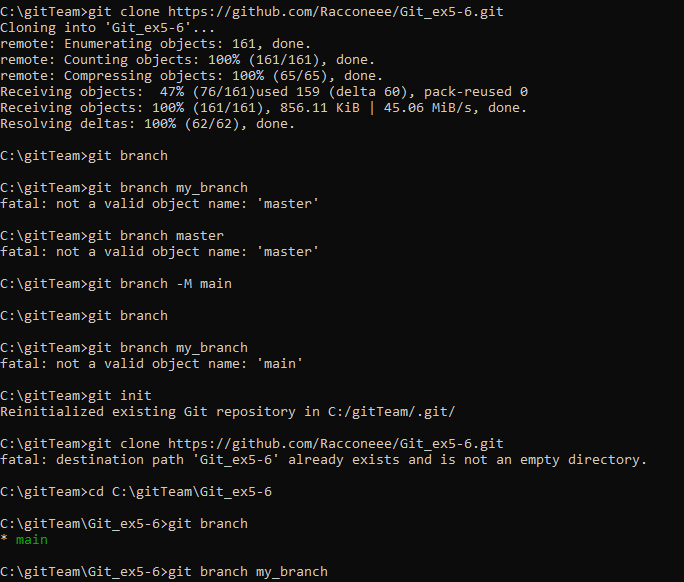 C:\gitTeam>git clone https://github.com/Racconeee/Git_ex5-6.git
Cloning into 'Git_ex5-6'...
remote: Enumerating objects: 161, done.
remote: Counting objects: 100% (161/161), done.
remote: Compressing objects: 100% (65/65), done.
Receiving objects:  47% (76/161)used 159 (delta 60), pack-reused 0
Receiving objects: 100% (161/161), 856.11 KiB | 45.06 MiB/s, done.
Resolving deltas: 100% (62/62), done.
C:\gitTeam>git branch
C:\gitTeam>git branch my_branch
fatal: not a valid object name: 'master'
C:\gitTeam>git branch master
fatal: not a valid object name: 'master'
C:\gitTeam>git branch -M main
C:\gitTeam>git branch
C:\gitTeam>git branch my_branch
fatal: not a valid object name: 'main'
C:\gitTeam>git init
Reinitialized existing Git repository in C:/gitTeam/.git/
C:\gitTeam>git clone https://github.com/Racconeee/Git_ex5-6.git
fatal: destination path 'Git_ex5-6' already exists and is not an empty directory.
C:\gitTeam>cd C:\gitTeam\Git_ex5-6
C:\gitTeam\Git_ex5-6>git branch
* main
C:\gitTeam\Git_ex5-6>git branch my_branch